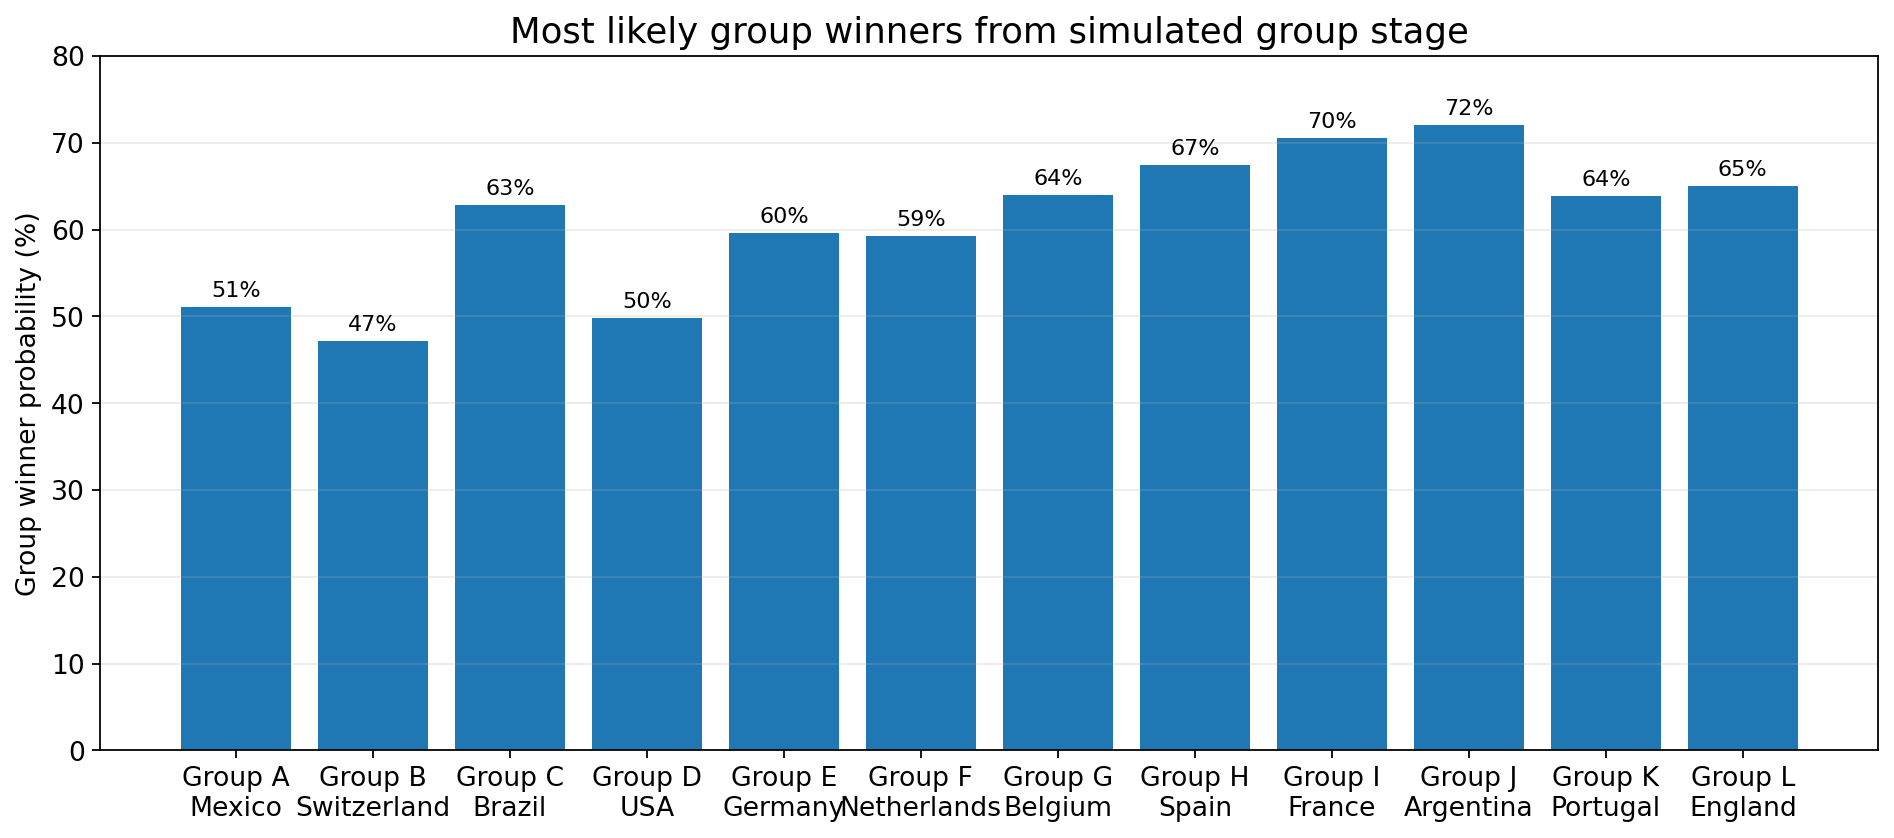 Most likely group winners from simulated group stage
Group winner probability (%)
80
70
60
50
40
30
20
10
0
51%
47%
63%
50%
60%
59%
64%
67%
70%
72%
64%
65%
Group A
Mexico
Group B
Switzerland
Group C
Brazil
Group D
USA
Group E
Germany
Group F
Netherlands
Group G
Belgium
Group H
Spain
Group I
France
Group J
Argentina
Group K
Portugal
Group L
England